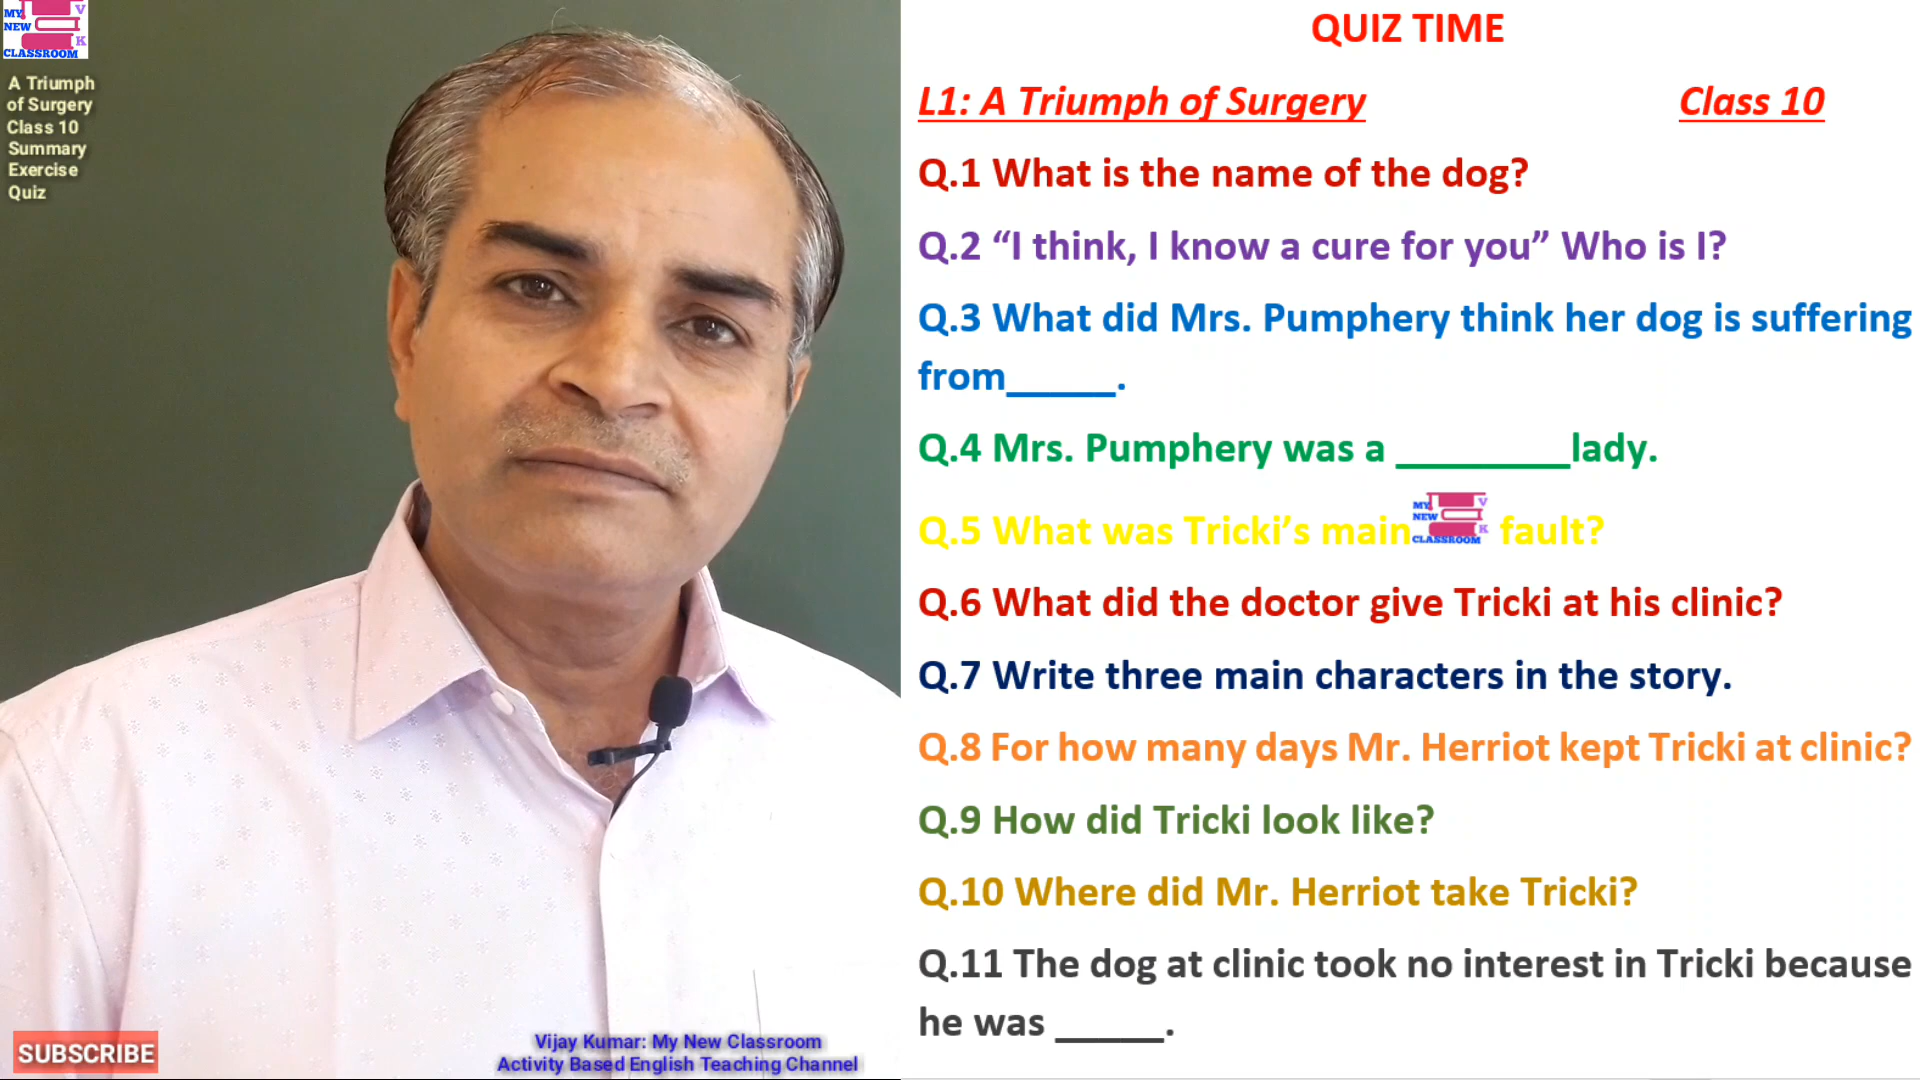 MY V
NEW
K
CLASSROOM
A Triumph
of Surgery
Class 10
Summary
Exercise
Quiz
SUBSCRIBE
Vijay Kumar: My New Classroom
Activity Based English Teaching Channel
QUIZ TIME
L1: A Triumph of Surgery Class 10
Q.1 What is the name of the dog?
Q.2 “I think, I know a cure for you” Who is I?
Q.3 What did Mrs. Pumphery think her dog is suffering
from_____.
Q.4 Mrs. Pumphery was a ________lady.
Q.5 What was Tricki’s main fault?
MY V
NEW K
CLASSROOM
Q.6 What did the doctor give Tricki at his clinic?
Q.7 Write three main characters in the story.
Q.8 For how many days Mr. Herriot kept Tricki at clinic?
Q.9 How did Tricki look like?
Q.10 Where did Mr. Herriot take Tricki?
Q.11 The dog at clinic took no interest in Tricki because
he was _____.